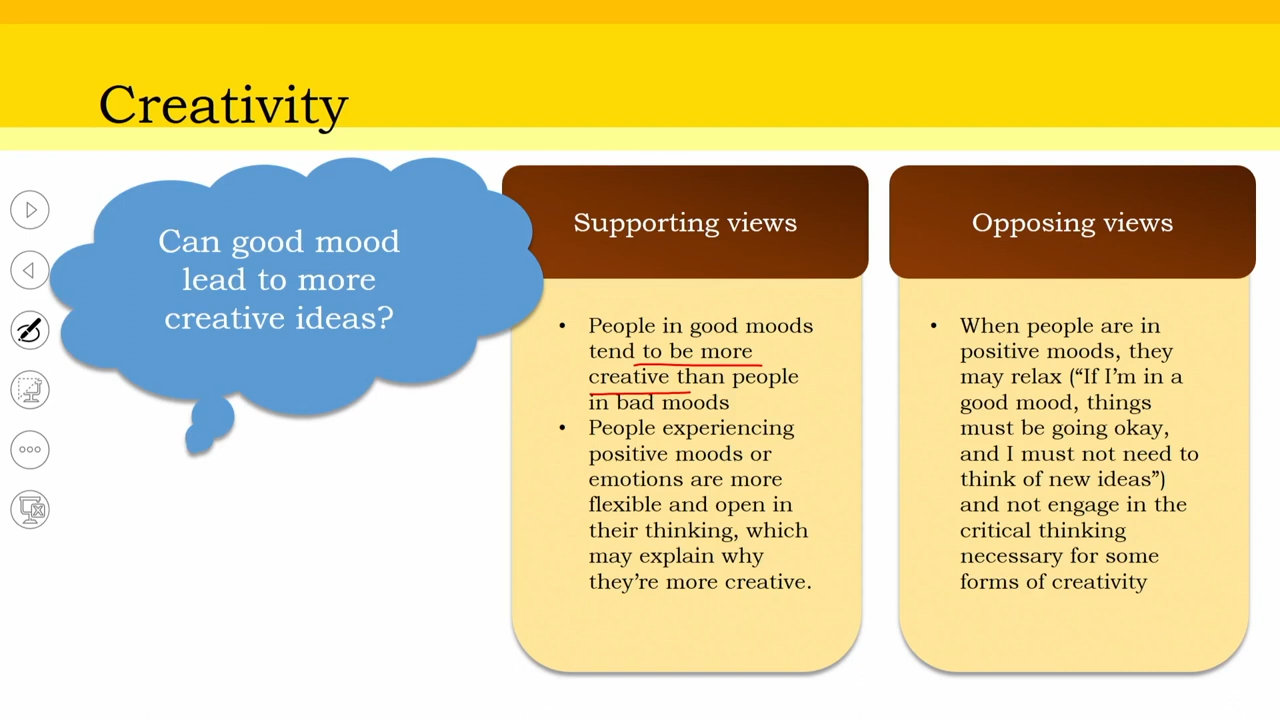 Creativity
Can good mood
lead to more
creative ideas?
Supporting views
• People in good moods
tend to be more
creative than people
in bad moods
• People experiencing
positive moods or
emotions are more
flexible and open in
their thinking, which
may explain why
they’re more creative.
Opposing views
• When people are in
positive moods, they
may relax (“If I’m in a
good mood, things
must be going okay,
and I must not need to
think of new ideas”)
and not engage in the
critical thinking
necessary for some
forms of creativity